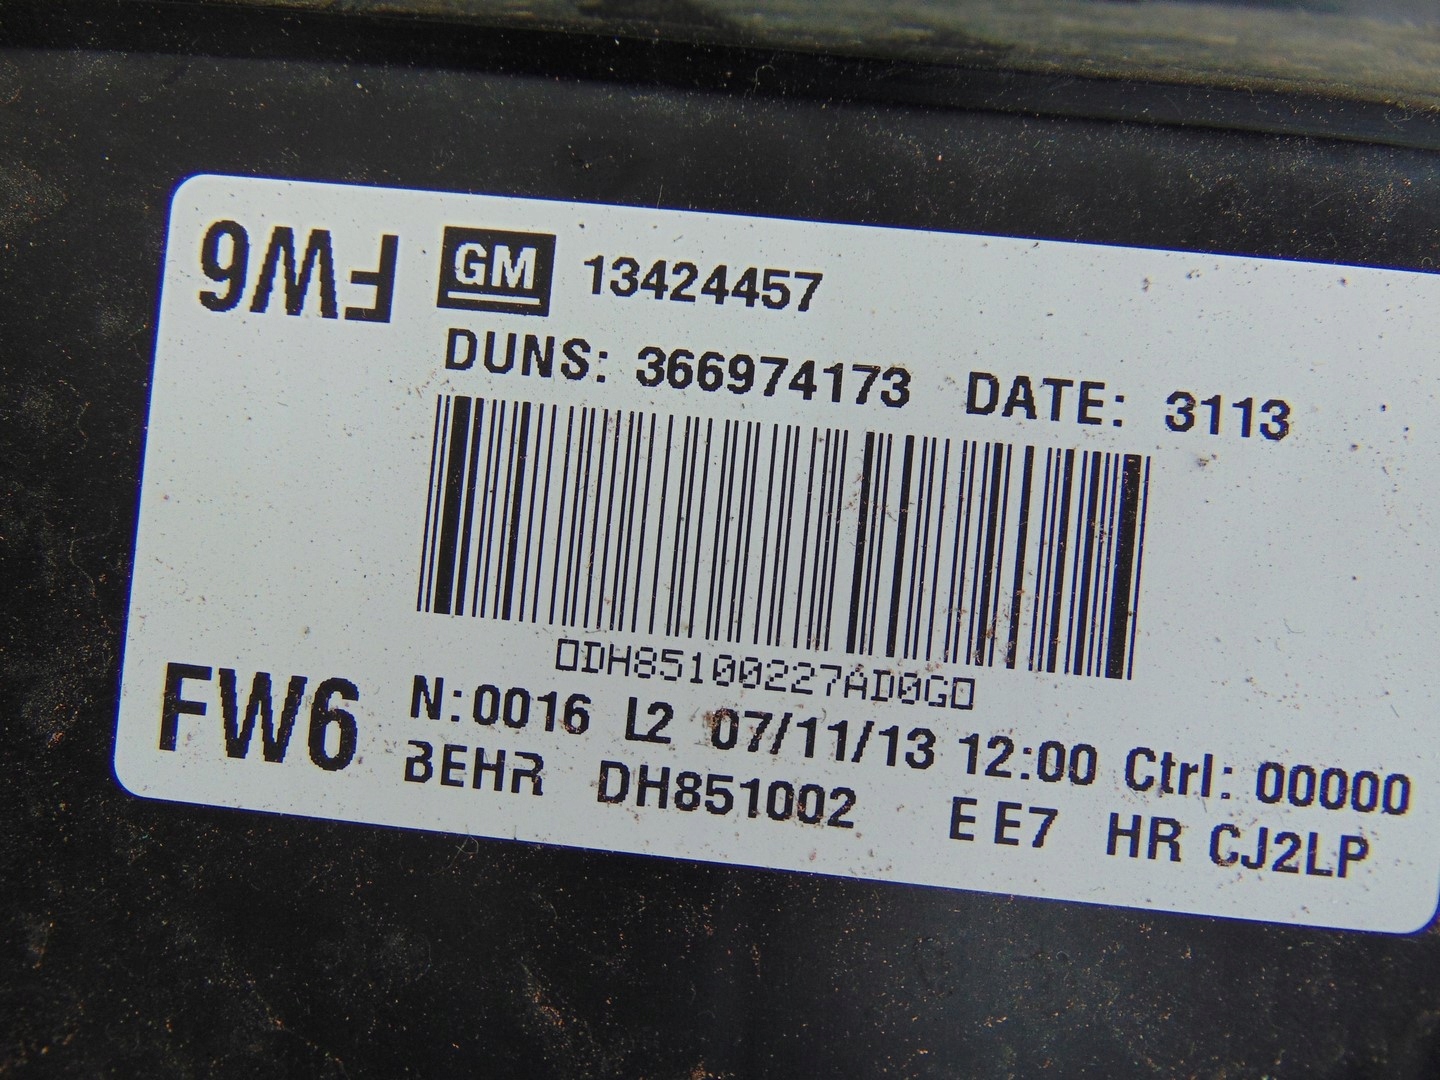 FW6
GM 13424457
DUNS: 366974173 DATE: 3113
▯DH85100227AD0G▯
FW6
N:0016 L2 07/11/13 12:00 Ctrl: 00000
BEHR DH851002 E E7 HR CJ2LP